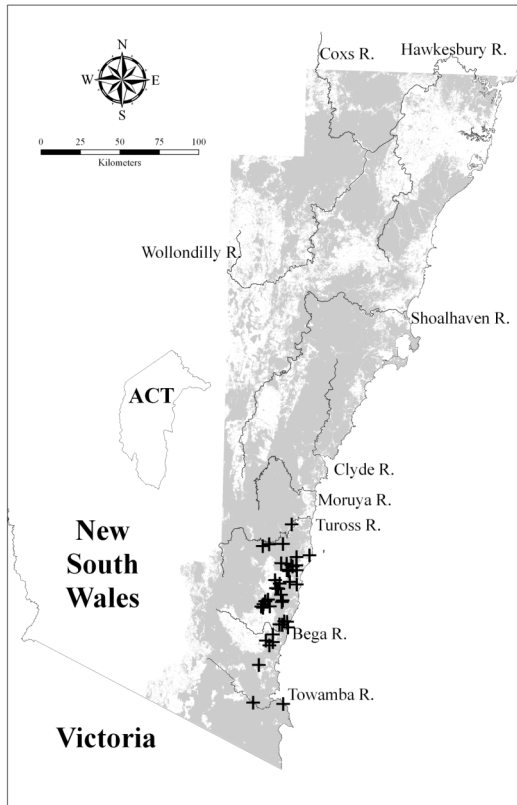 N
W E
S
0 25 50 75 100
Kilometers
Coxs R.
Hawkesbury R.
Wollondilly R.
Shoalhaven R.
ACT
Clyde R.
Moruya R.
Tuross R.
New
South
Wales
Bega R.
Towamba R.
Victoria